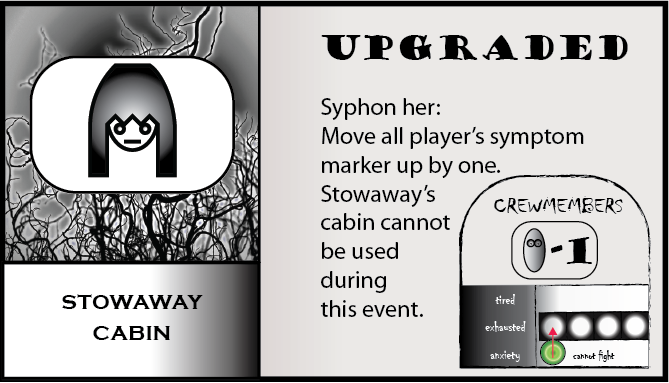 UPGRADED
Syphon her:
Move all player's symptom
marker up by one.
Stowaway's
cabin cannot
be used
during
this event.
CREWMEMBERS
-1
tired
exhausted
anxiety
cannot fight
STOWAWAY
CABIN